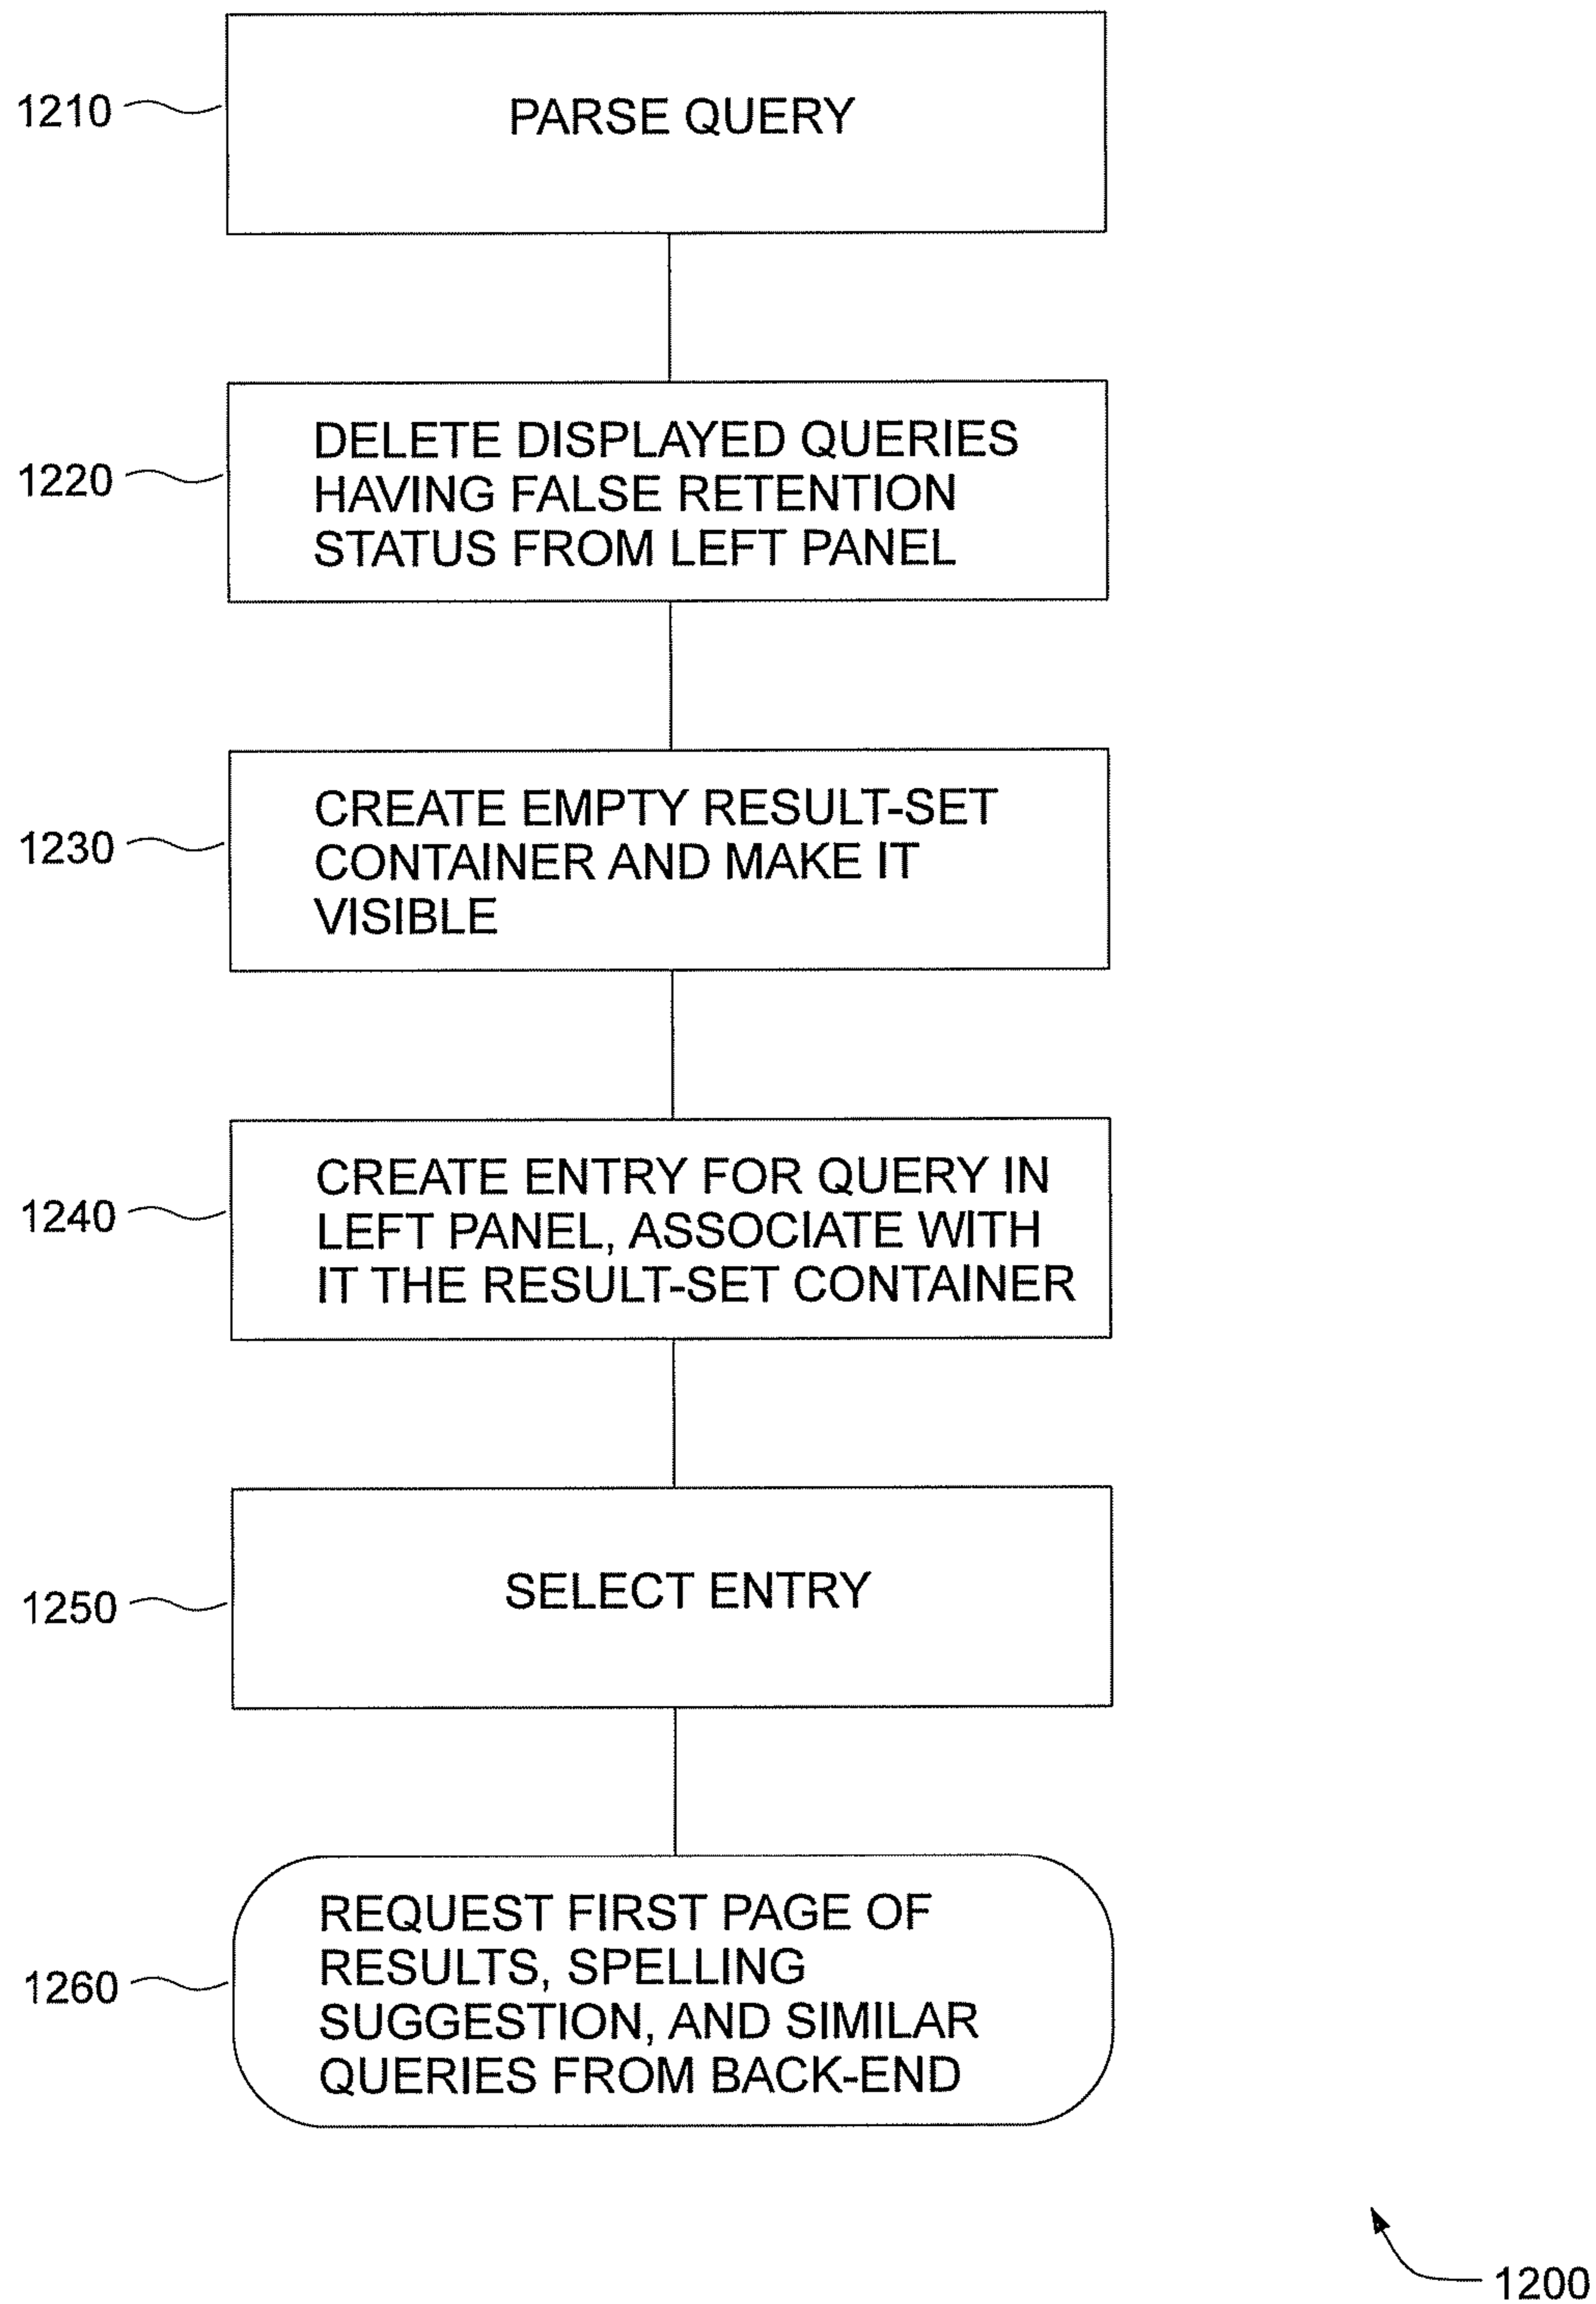 1210
PARSE QUERY
1220
DELETE DISPLAYED QUERIES
HAVING FALSE RETENTION
STATUS FROM LEFT PANEL
1230
CREATE EMPTY RESULT-SET
CONTAINER AND MAKE IT
VISIBLE
1240
CREATE ENTRY FOR QUERY IN
LEFT PANEL, ASSOCIATE WITH
IT THE RESULT-SET CONTAINER
1250
SELECT ENTRY
1260
REQUEST FIRST PAGE OF
RESULTS, SPELLING
SUGGESTION, AND SIMILAR
QUERIES FROM BACK-END
1200